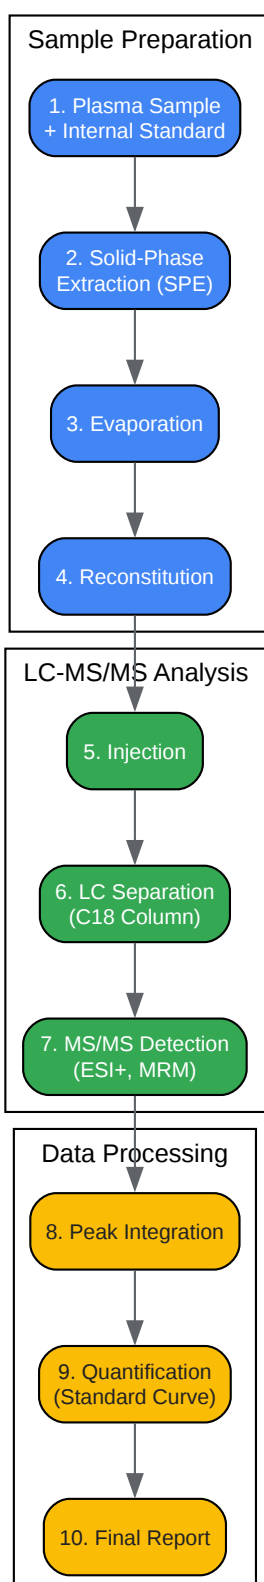 Sample Preparation
1. Plasma Sample
+ Internal Standard
2. Solid-Phase
Extraction (SPE)
3. Evaporation
4. Reconstitution
LC-MS/MS Analysis
5. Injection
6. LC Separation
(C18 Column)
7. MS/MS Detection
(ESI+, MRM)
Data Processing
8. Peak Integration
9. Quantification
(Standard Curve)
10. Final Report